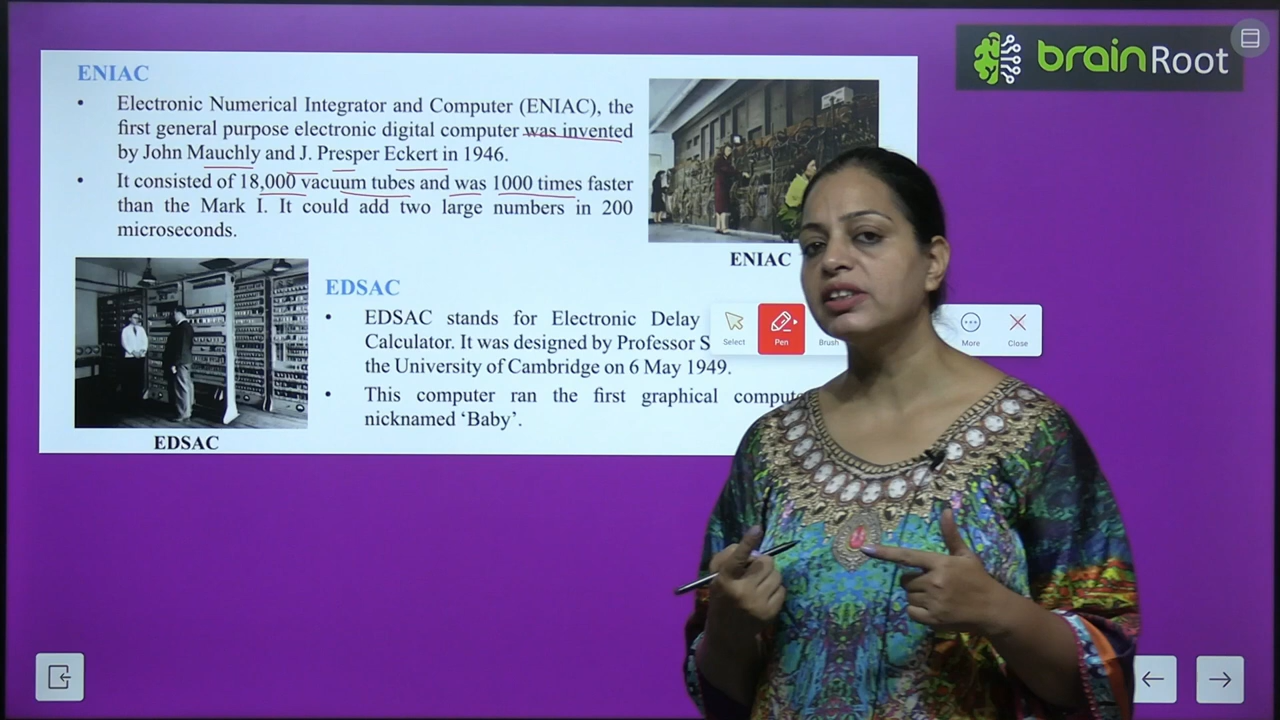 brainRoot
ENIAC
• Electronic Numerical Integrator and Computer (ENIAC), the
first general purpose electronic digital computer was invented
by John Mauchly and J. Presper Eckert in 1946.
• It consisted of 18,000 vacuum tubes and was 1000 times faster
than the Mark I. It could add two large numbers in 200
microseconds.
ENIAC
EDSAC
• EDSAC stands for Electronic Delay
Calculator. It was designed by Professor
the University of Cambridge on 6 May 1949.
• This computer ran the first graphical
nicknamed ‘Baby’.
EDSAC
Select
Pen
Brush
More
Close